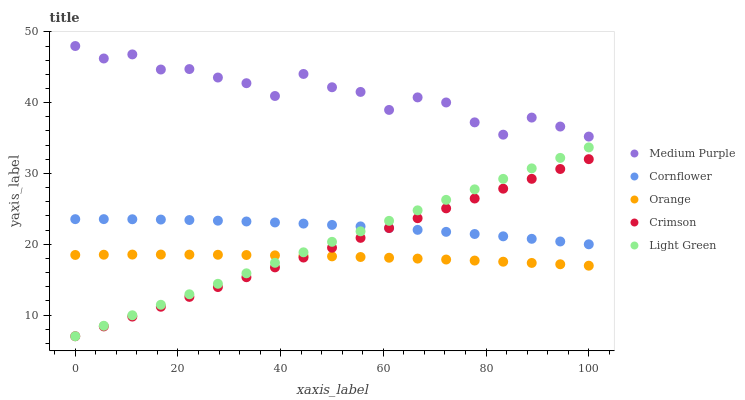 title
yaxis_label
50
40
30
20
10
0
20
40
60
80
100
xaxis_label
Medium Purple
Cornflower
Orange
Crimson
Light Green